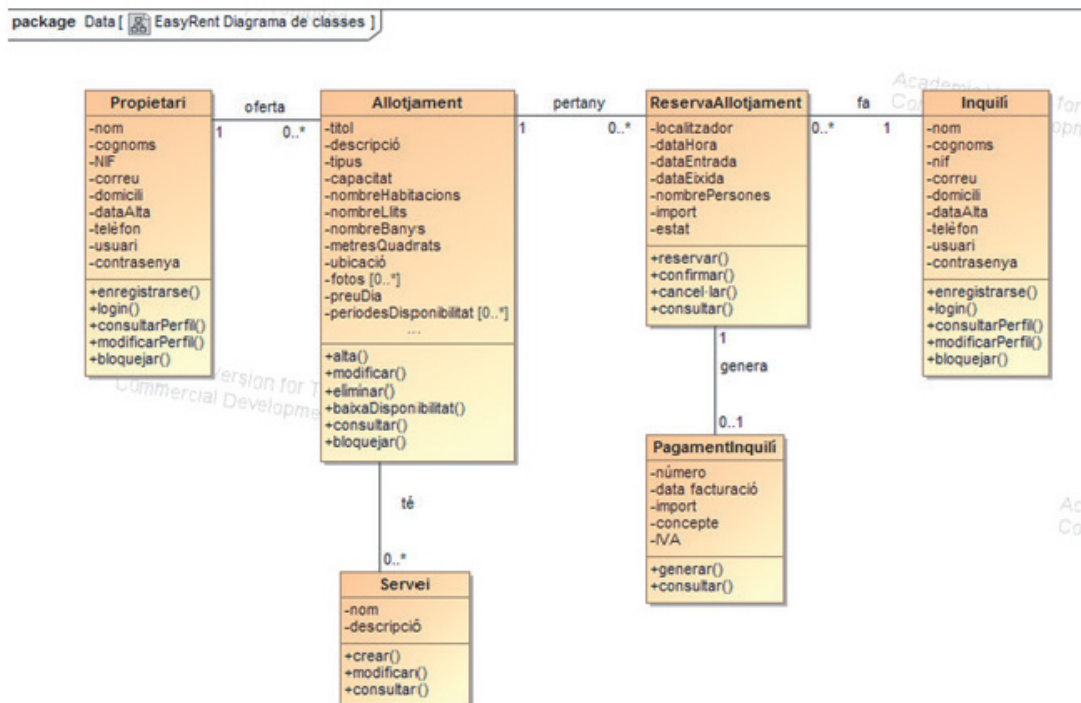 package Data [ EasyRent Diagrama de classes ]
Propietari
-nom
-cognoms
-NIF
-correu
-domicili
-dataAlta
-telèfon
-usuari
-contrasenya
+enregistrarse()
+login()
+consultarPerfil()
+modificarPerfil()
+bloquejar()
oferta
1
0..*
Allotjament
-titol
-descripció
-tipus
-capacitat
-nombreHabitacions
-nombreLlits
-nombreBanys
-metresQuadrats
-ubicació
-fotos [0..*]
-preuDia
-periodesDisponibilitat [0..*]
...
+alta()
+modificar()
+eliminar()
+baixaDisponibilitat()
+consultar()
+bloquejar()
pertany
1
0..*
ReservaAllotjament
-localitzador
-dataHora
-dataEntrada
-dataEixida
-nombrePersones
-import
-estat
+reservar()
+confirmar()
+cancel·lar()
+consultar()
fa
0..*
1
Inquilí
-nom
-cognoms
-nif
-correu
-domicili
-dataAlta
-telèfon
-usuari
-contrasenya
+enregistrarse()
+login()
+consultarPerfil()
+modificarPerfil()
+bloquejar()
1
genera
0..1
PagamentInquilí
-número
-data facturació
-import
-concepte
-IVA
+generar()
+consultar()
té
0..*
Servei
-nom
-descripció
+crear()
+modificar()
+consultar()
ersion for T
Commercial Developme